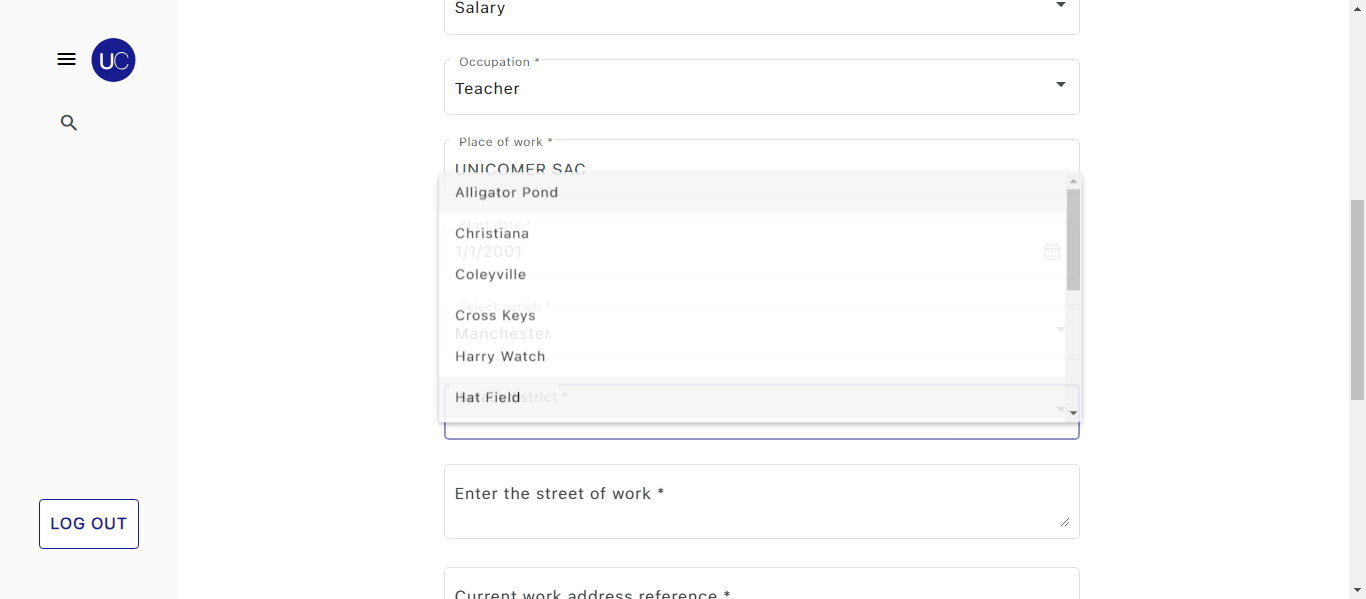 UC
LOG OUT
Salary
Occupation *
Teacher
Place of work *
UNICOMER SAC
Alligator Pond
Start date *
Christiana
1/1/2001
Coleyville
Select parish *
Cross Keys
Manchester
Harry Watch
Hat Field
Enter the street of work *
Current work address reference *